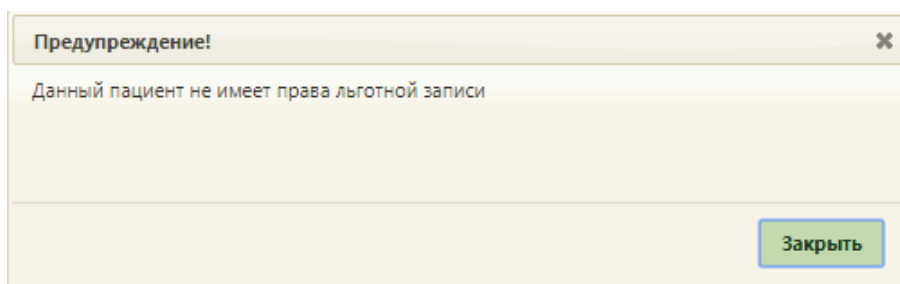 Предупреждение!
Данный пациент не имеет права льготной записи
Закрыть